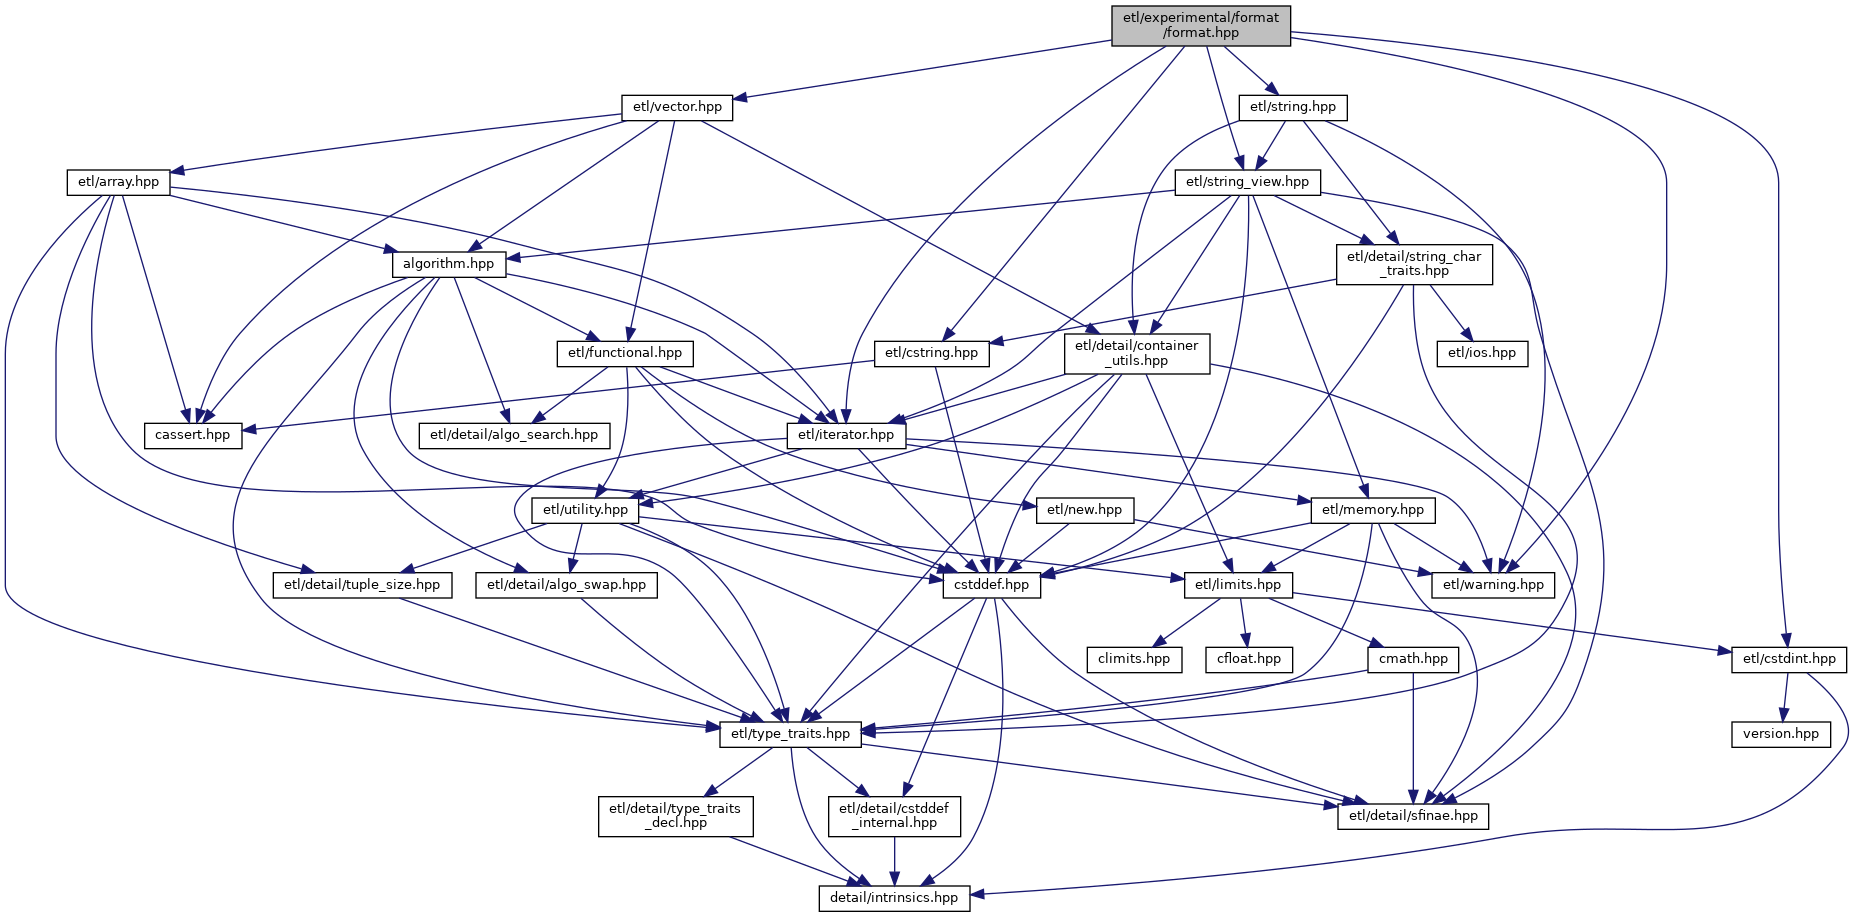 etl/experimental/format
/format.hpp
etl/vector.hpp
etl/string.hpp
etl/array.hpp
etl/string_view.hpp
algorithm.hpp
etl/detail/string_char
_traits.hpp
etl/functional.hpp
etl/cstring.hpp
etl/detail/container
_utils.hpp
etl/ios.hpp
cassert.hpp
etl/detail/algo_search.hpp
etl/iterator.hpp
etl/utility.hpp
etl/new.hpp
etl/memory.hpp
etl/detail/tuple_size.hpp
etl/detail/algo_swap.hpp
cstddef.hpp
etl/limits.hpp
etl/warning.hpp
climits.hpp
cfloat.hpp
cmath.hpp
etl/cstdint.hpp
etl/type_traits.hpp
version.hpp
etl/detail/type_traits
_decl.hpp
etl/detail/cstddef
_internal.hpp
etl/detail/sfinae.hpp
detail/intrinsics.hpp